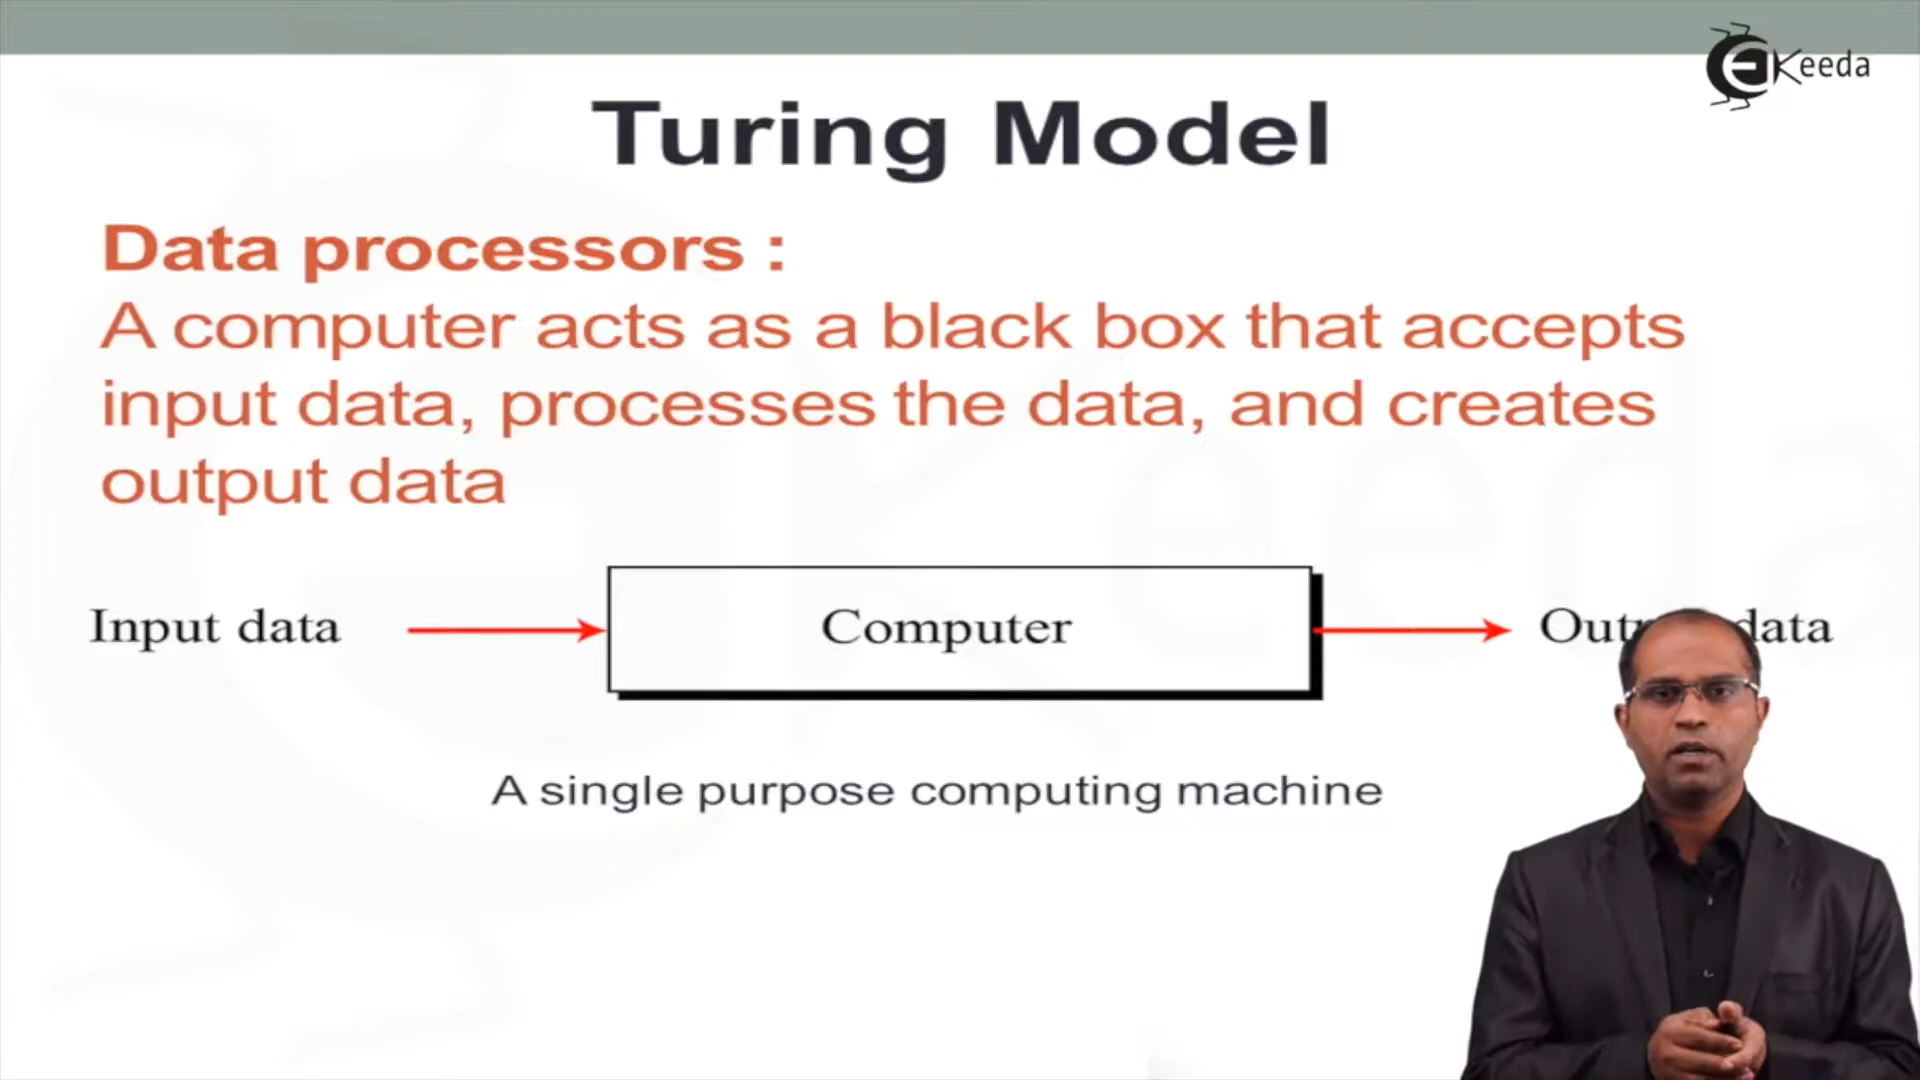 EKeeda
Turing Model
Data processors :
A computer acts as a black box that accepts
input data, processes the data, and creates
output data
Input data
Computer
data
A single purpose computing machine